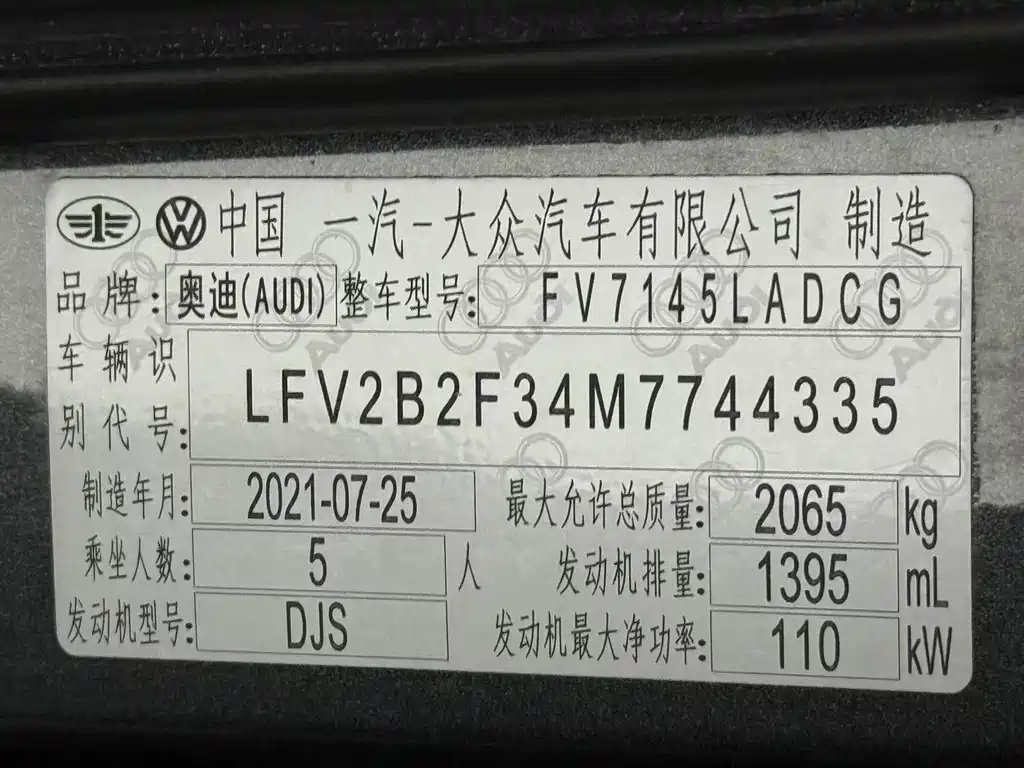 中国 一汽-大众汽车有限公司 制造
品牌: 奥迪(AUDI) 整车型号: FV7145LADCG
车辆识
别代号: LFV2B2F34M7744335
制造年月: 2021-07-25 最大允许总质量: 2065 kg
乘坐人数: 5 人 发动机排量: 1395 mL
发动机型号: DJS 发动机最大净功率: 110 kW